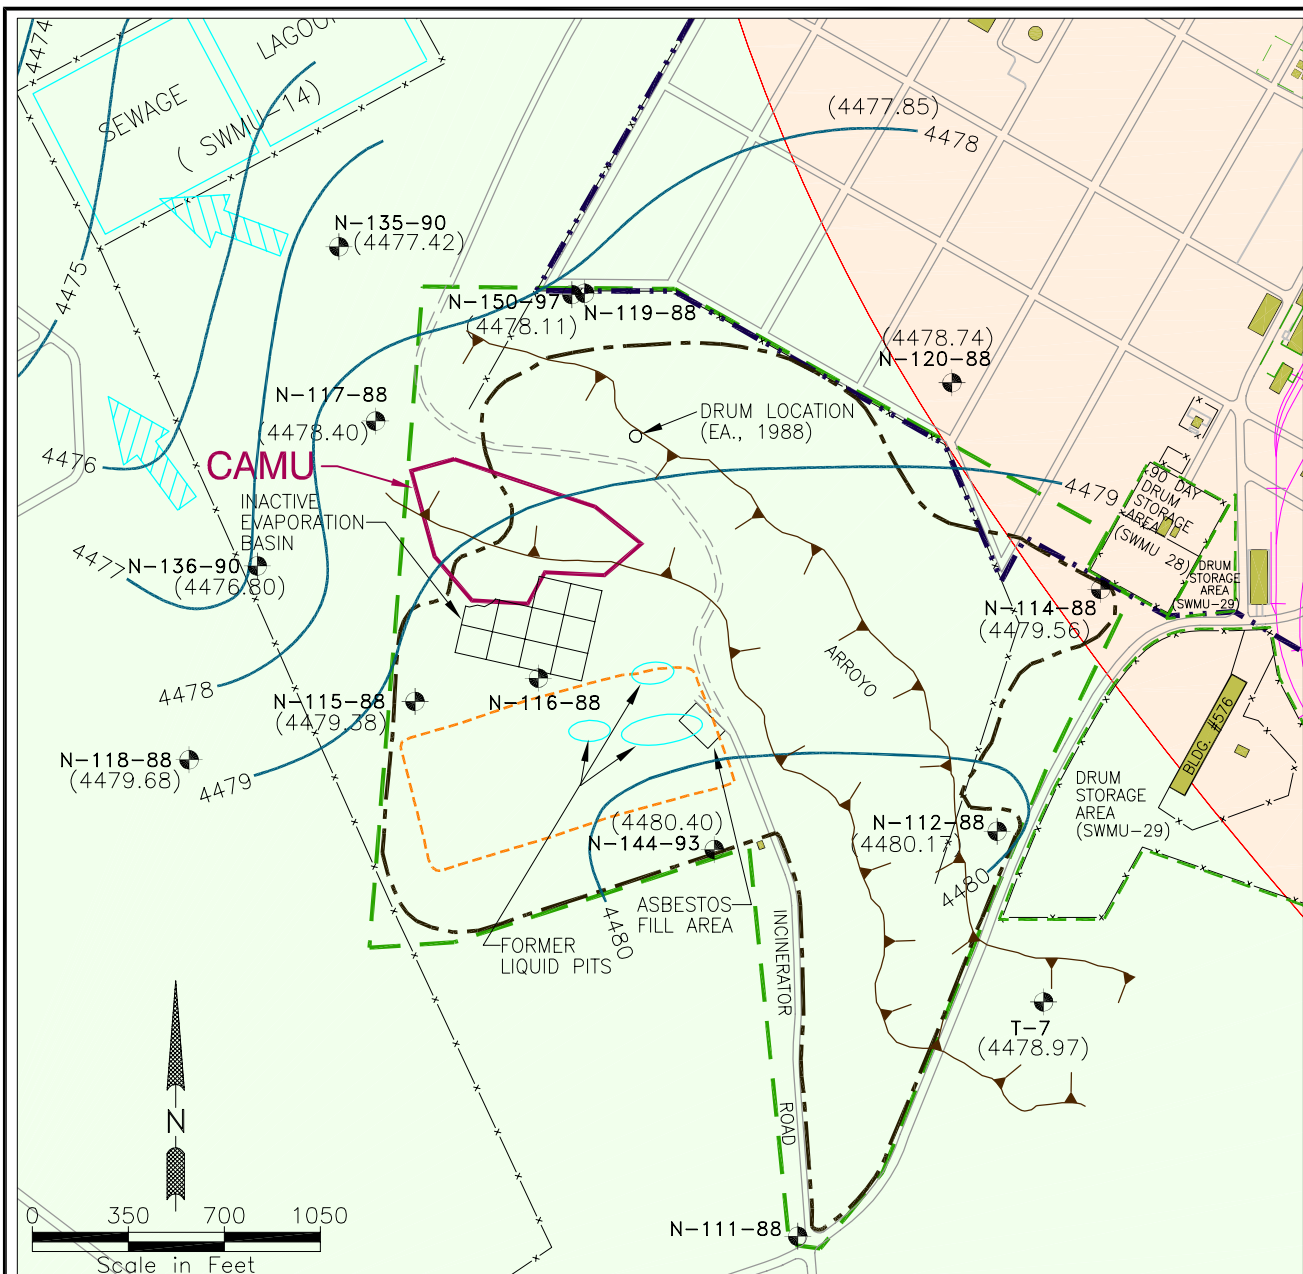 4474
SEWAGE
LAGOON
( SWMU-14)
(4477.85)
4478
N-135-90
(4477.42)
4475
N-150-97
(4478.11)
N-119-88
(4478.74)
N-120-88
N-117-88
(4478.40)
DRUM LOCATION
(EA., 1988)
4476
CAMU
INACTIVE
EVAPORATION
BASIN
4479
90 DAY
DRUM
STORAGE
AREA
(SWMU 28)
DRUM
STORAGE
AREA
(SWMU-29)
4477
N-136-90
(4476.80)
N-114-88
(4479.56)
ARROYO
4478
N-115-88
(4479.38)
N-116-88
BLDG. #576
N-118-88
(4479.68)
4479
DRUM
STORAGE
AREA
(SWMU-29)
(4480.40)
N-144-93
N-112-88
(4480.17)
4480
ASBESTOS
FILL AREA
4480
FORMER
LIQUID PITS
INCINERATOR
ROAD
T-7
(4478.97)
N
N-111-88
0 350 700 1050
Scale in Feet